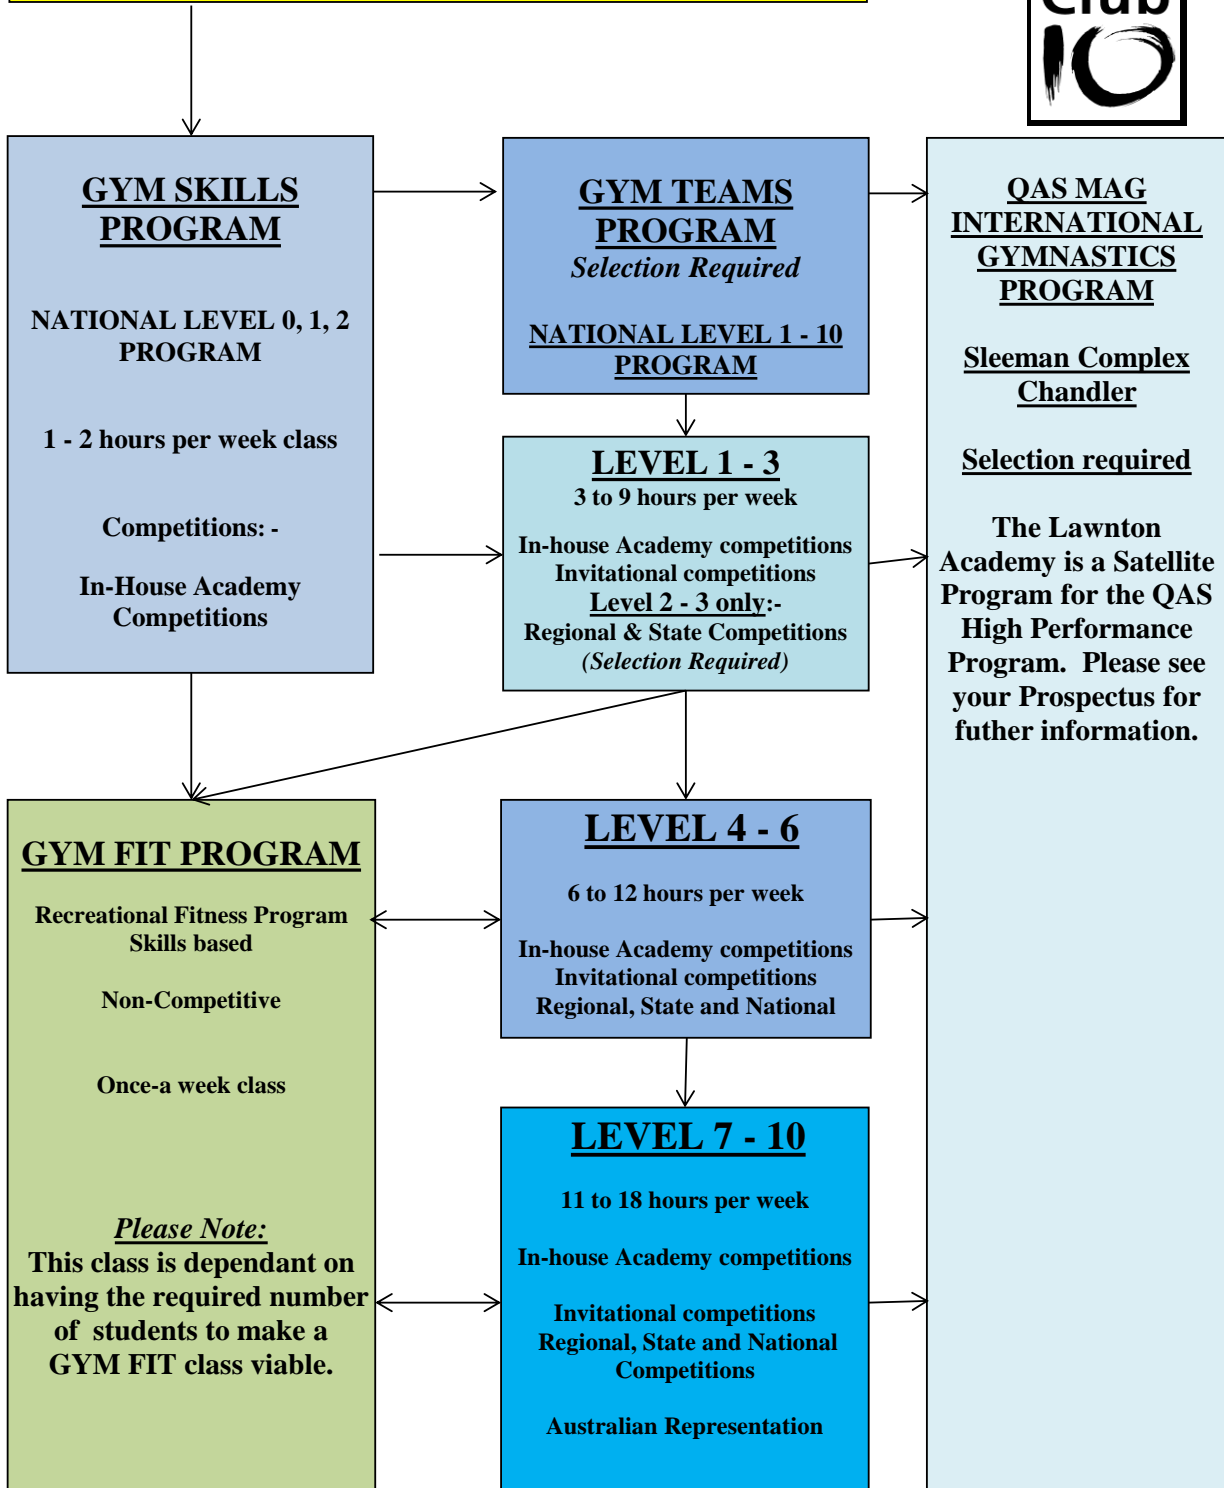 Club
10
GYM SKILLS
PROGRAM
NATIONAL LEVEL 0, 1, 2
PROGRAM
1 - 2 hours per week class
Competitions: -
In-House Academy
Competitions
GYM TEAMS
PROGRAM
Selection Required
NATIONAL LEVEL 1 - 10
PROGRAM
LEVEL 1 - 3
3 to 9 hours per week
In-house Academy competitions
Invitational competitions
Level 2 - 3 only:-
Regional & State Competitions
(Selection Required)
QAS MAG
INTERNATIONAL
GYMNASTICS
PROGRAM
Sleeman Complex
Chandler
Selection required
The Lawnton
Academy is a Satellite
Program for the QAS
High Performance
Program.  Please see
your Prospectus for
futher information.
GYM FIT PROGRAM
Recreational Fitness Program
Skills based
Non-Competitive
Once-a week class
Please Note:
This class is dependant on
having the required number
of  students to make a
GYM FIT class viable.
LEVEL 4 - 6
6 to 12 hours per week
In-house Academy competitions
Invitational competitions
Regional, State and National
LEVEL 7 - 10
11 to 18 hours per week
In-house Academy competitions
Invitational competitions
Regional, State and National
Competitions
Australian Representation